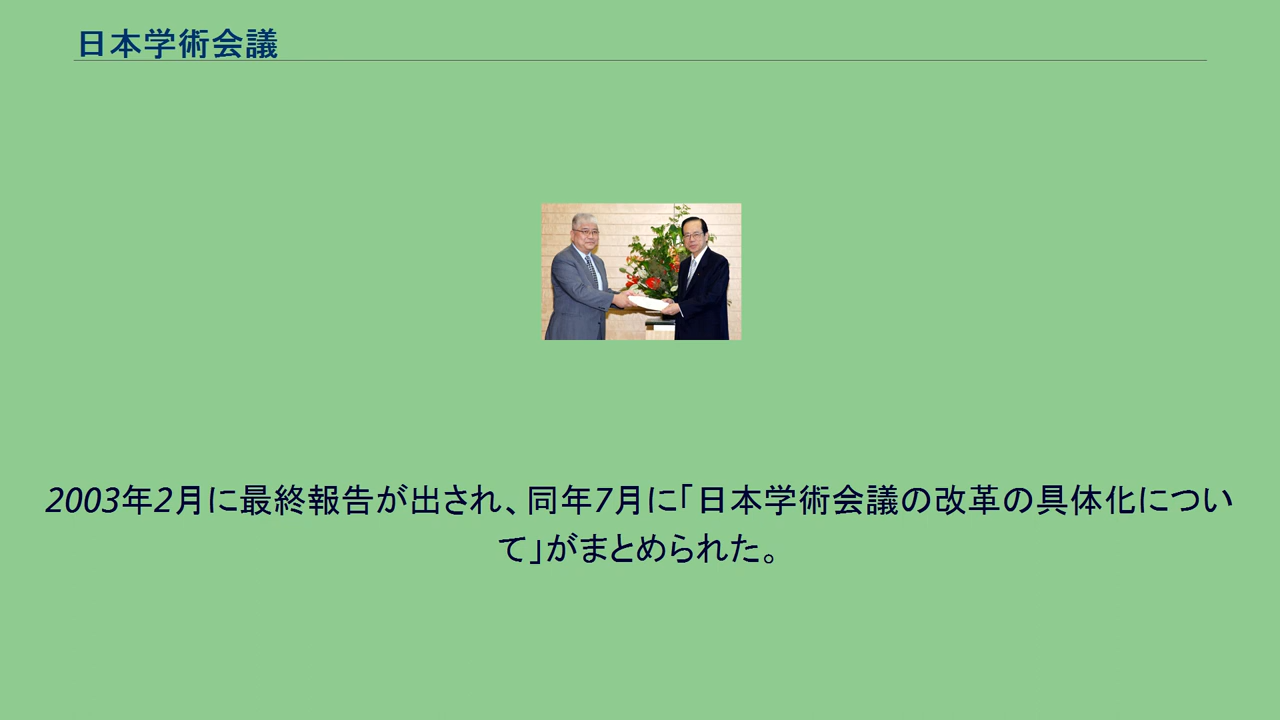 日本学術会議
2003年2月に最終報告が出され、同年7月に「日本学術会議の改革の具体化につい
て」がまとめられた。